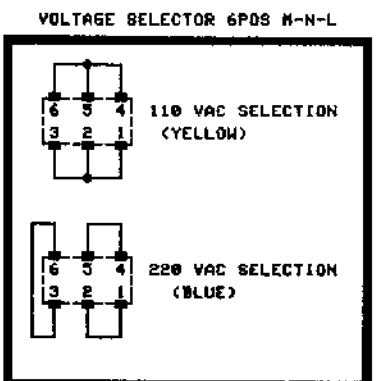 VOLTAGE SELECTOR 6POS M-N-L
6 5 4
110 VAC SELECTION
3 2 1
(YELLOW)
6 5 4
220 VAC SELECTION
3 2 1
(BLUE)